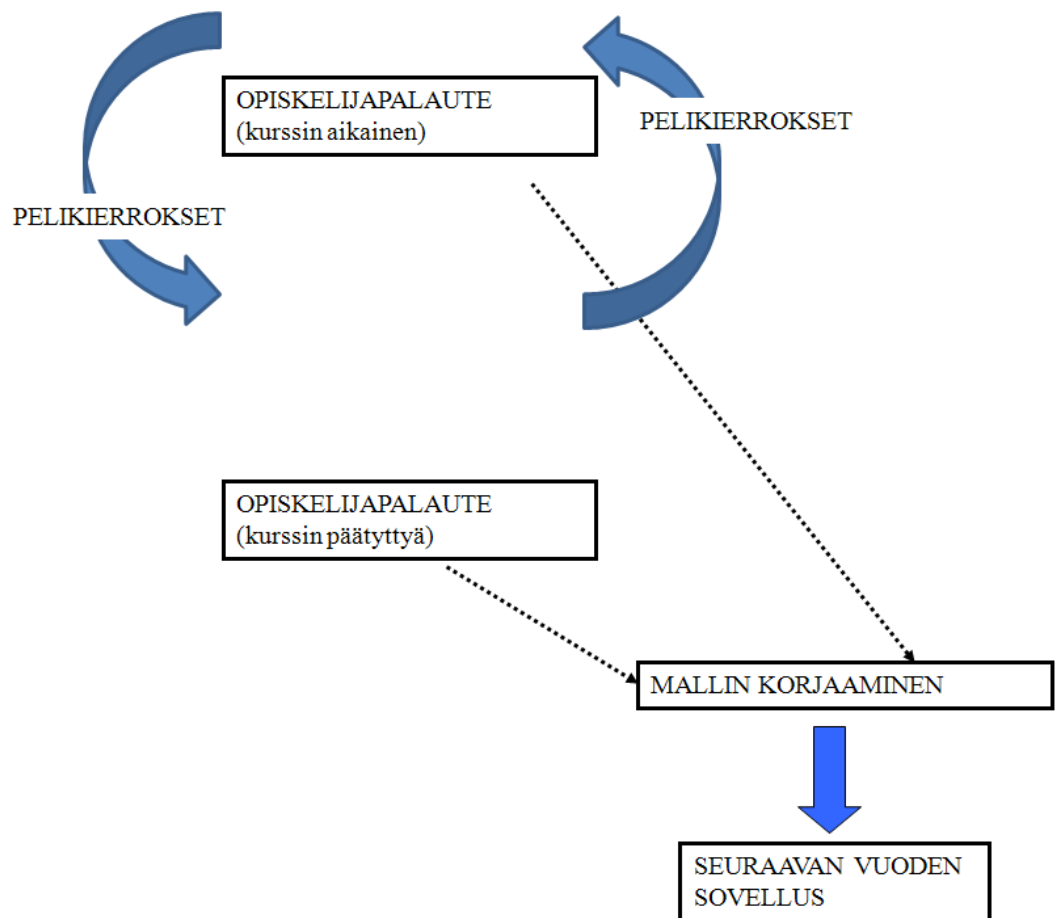 OPISKELIJAPALAUTE
(kurssin aikainen)
PELIKIERROKSET
PELIKIERROKSET
OPISKELIJAPALAUTE
(kurssin päätyttyä)
MALLIN KORJAAMINEN
SEURAAVAN VUODEN
SOVELLUS